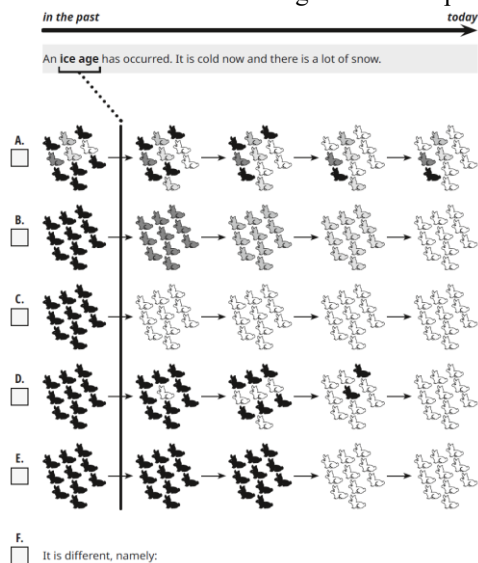 in the past
today
An ice age has occurred. It is cold now and there is a lot of snow.
A.
B.
C.
D.
E.
F.
It is different, namely: